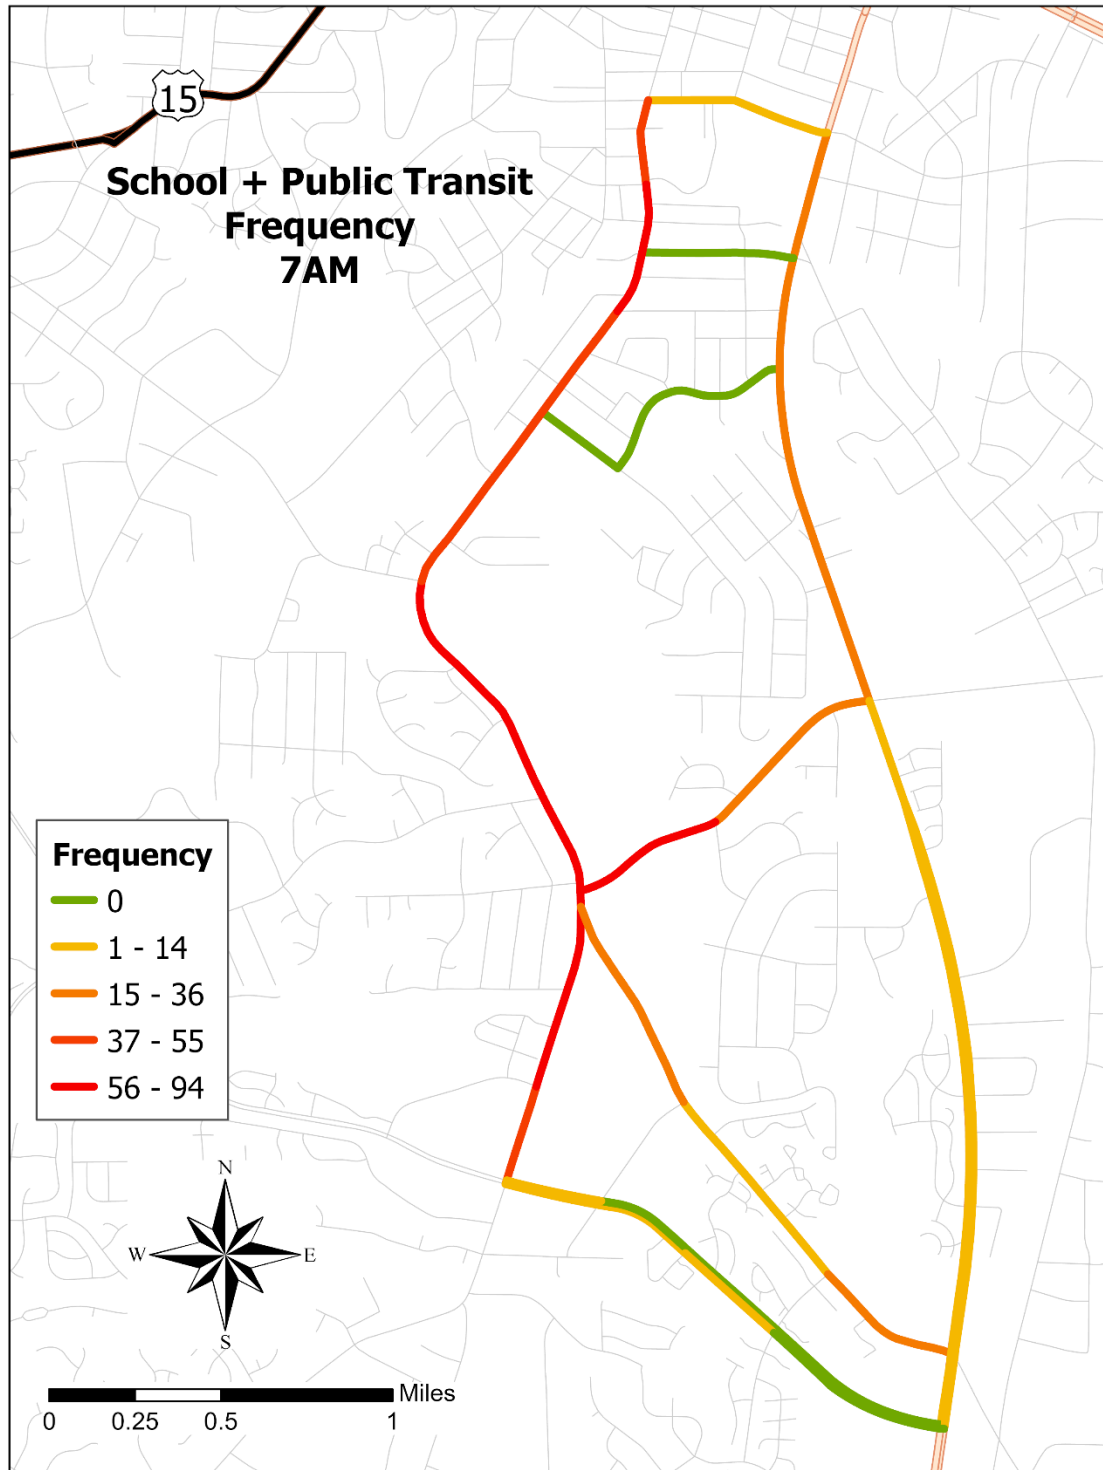 15
School + Public Transit
Frequency
7AM
Frequency
0
1 - 14
15 - 36
37 - 55
56 - 94
N
W E
S
Miles
0 0.25 0.5 1